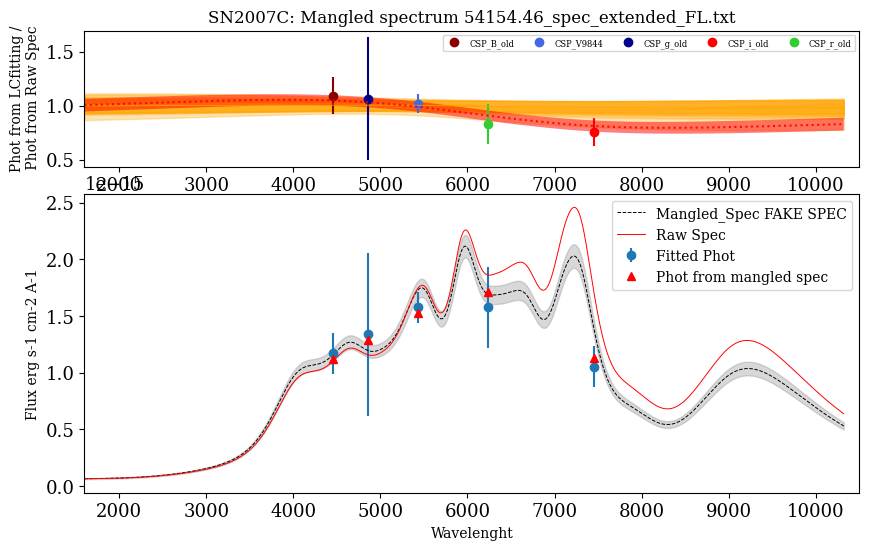 SN2007C: Mangled spectrum 54154.46_spec_extended_FL.txt
Phot from LCfitting /
Phot from Raw Spec
1.5
1.0
0.5
CSP_B_old
CSP_V9844
CSP_g_old
CSP_i_old
CSP_r_old
2000 3000 4000 5000 6000 7000 8000 9000 10000
1e−15
Flux erg s-1 cm-2 A-1
2.5
2.0
1.5
1.0
0.5
0.0
Mangled_Spec FAKE SPEC
Raw Spec
Fitted Phot
Phot from mangled spec
2000 3000 4000 5000 6000 7000 8000 9000 10000
Wavelenght